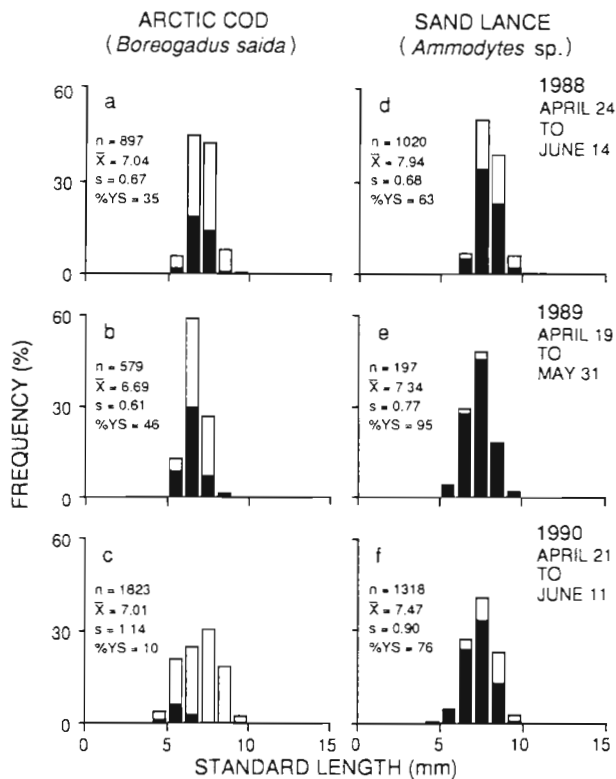 ARCTIC COD
(Boreogadus saida)
SAND LANCE
(Ammodytes sp.)
60
30
0
a
n = 897
X̄ = 7.04
s = 0.67
%YS = 35
d
n = 1020
X̄ = 7.94
s = 0.68
%YS = 63
1988
APRIL 24
TO
JUNE 14
60
30
0
b
n = 579
X̄ = 6.69
s = 0.61
%YS = 46
e
n = 197
X̄ = 7 34
s = 0.77
%YS = 95
1989
APRIL 19
TO
MAY 31
FREQUENCY (%)
60
30
0
c
n = 1823
X̄ = 7.01
s = 1 14
%YS = 10
f
n = 1318
X̄ = 7.47
s = 0.90
%YS = 76
1990
APRIL 21
TO
JUNE 11
0 5 10 15 0 5 10 15
STANDARD LENGTH (mm)